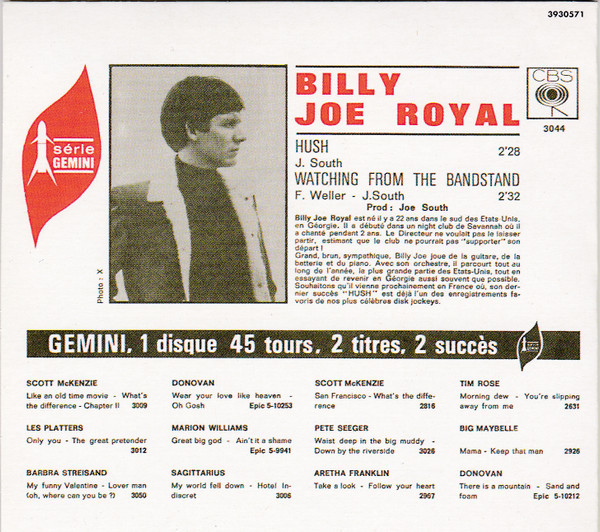 3930571
série
GEMINI
BILLY
JOE ROYAL
CBS
3044
HUSH
J. South 2'28
WATCHING FROM THE BANDSTAND
F. Weller - J.South 2'32
Prod : Joe South
Billy Joe Royal est né il y a 22 ans dans le sud des Etats Unis,
en Géorgie. Il a débuté dans un night club de Savannah où il
a chanté pendant 2 ans. Le Directeur ne voulait pas le laisser
partir, estimant que le club ne pourrait pas "supporter" son
départ !
Grand, brun, sympathique, Billy Joe joue de la guitare, de la
batterie et du piano. Avec son orchestre, il parcourt tout au
long de l'année, la plus grande partie des Etats-Unis, tout en
essayant de revenir en Géorgie aussi souvent que possible.
Souhaitons qu'il vienne prochainement en France où, son der-
nier succès "HUSH" est déjà l'un des enregistrements fa-
voris de nos plus célèbres disk jockeys.
Photo : X
GEMINI, 1 disque 45 tours, 2 titres, 2 succès
SCOTT McKENZIE
Like an old time movie - What's
the difference - Chapter II 3009
DONOVAN
Wear your love like heaven -
Oh Gosh Epic 5-10253
SCOTT McKENZIE
San Francisco - What's the diffe-
rence 2816
TIM ROSE
Morning dew - You're slipping
away from me 2631
LES PLATTERS
Only you - The great pretender
3012
MARION WILLIAMS
Great big god - Ain't it a shame
Epic 5-9941
PETE SEEGER
Waist deep in the big muddy -
Down by the riverside 3026
BIG MAYBELLE
Mama - Keep that man 2926
BARBRA STREISAND
My funny Valentine - Lover man
(oh, where can you be ?) 3050
SAGITTARIUS
My world fell down - Hotel In-
discret 3006
ARETHA FRANKLIN
Take a look - Follow your heart
2967
DONOVAN
There is a mountain - Sand and
foam Epic 5-10212